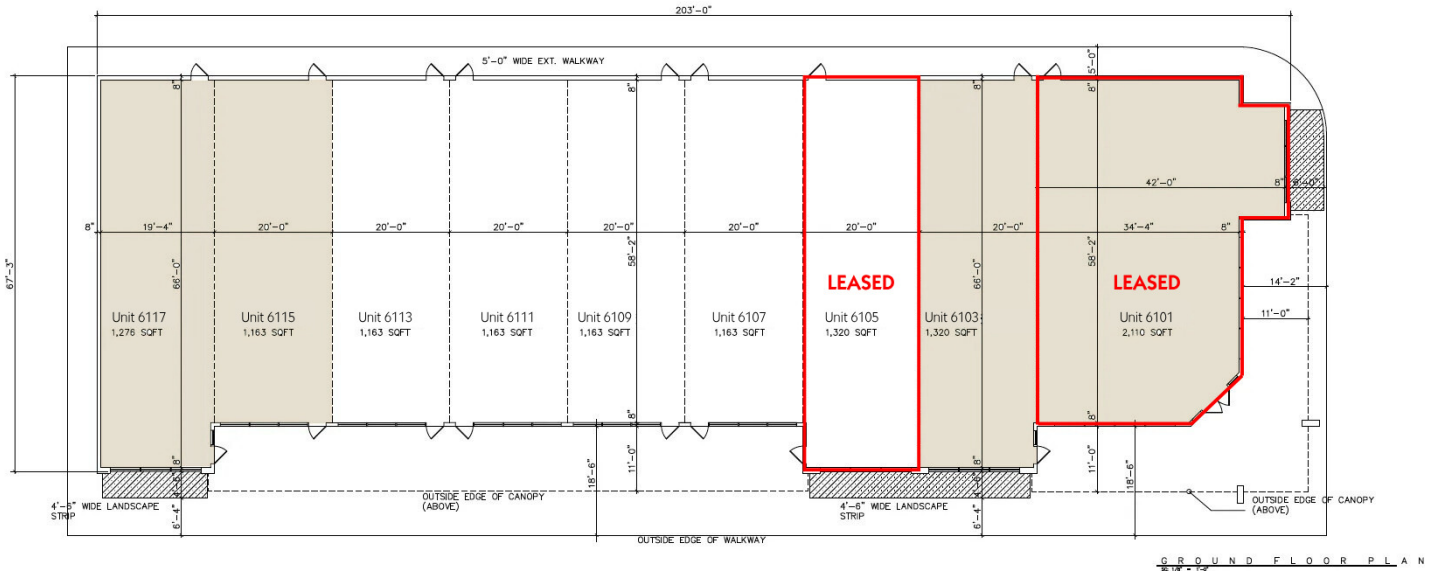 203'-0"
5'-0" WIDE EXT. WALKWAY
5'-0"
8"
8"
8"
8"
67'-3"
42'-0"
8"
6'-0"
8"
19'-4"
20'-0"
20'-0"
20'-0"
20'-0"
20'-0"
20'-0"
20'-0"
34'-4"
8"
66'-0"
58'-2"
66'-0"
58'-2"
14'-2"
11'-0"
LEASED
LEASED
Unit 6117
1,276 SQFT
Unit 6115
1,163 SQFT
Unit 6113
1,163 SQFT
Unit 6111
1,163 SQFT
Unit 6109
1,163 SQFT
Unit 6107
1,163 SQFT
Unit 6105
1,320 SQFT
Unit 6103
1,320 SQFT
Unit 6101
2,110 SQFT
8"
8"
8"
8"
11'-0"
11'-0"
18'-6"
18'-6"
4'-6"
4'-6"
6'-4"
6'-4"
4'-6" WIDE LANDSCAPE
STRIP
OUTSIDE EDGE OF CANOPY
(ABOVE)
4'-6" WIDE LANDSCAPE
STRIP
OUTSIDE EDGE OF CANOPY
(ABOVE)
OUTSIDE EDGE OF WALKWAY
GROUND FLOOR PLAN